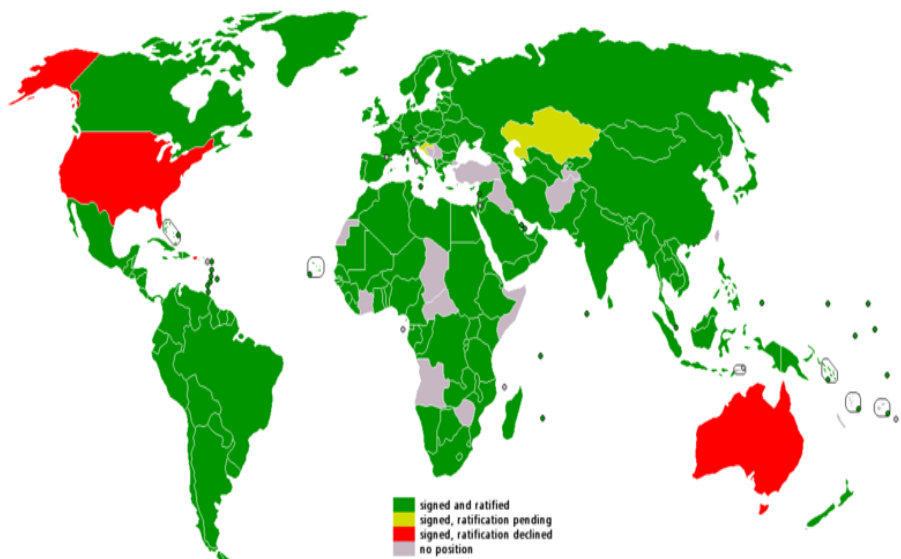 signed and ratified
signed, ratification pending
signed, ratification declined
no position